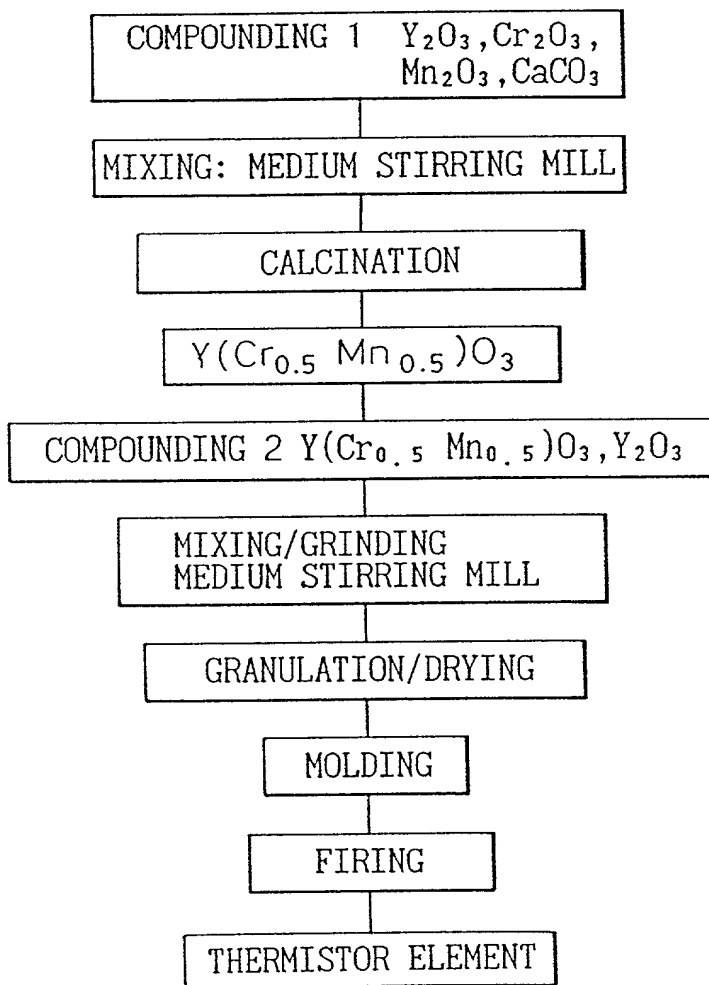 COMPOUNDING 1 Y₂O₃,Cr₂O₃,
Mn₂O₃,CaCO₃
MIXING: MEDIUM STIRRING MILL
CALCINATION
Y(Cr₀.₅ Mn₀.₅)O₃
COMPOUNDING 2 Y(Cr₀.₅ Mn₀.₅)O₃,Y₂O₃
MIXING/GRINDING
MEDIUM STIRRING MILL
GRANULATION/DRYING
MOLDING
FIRING
THERMISTOR ELEMENT